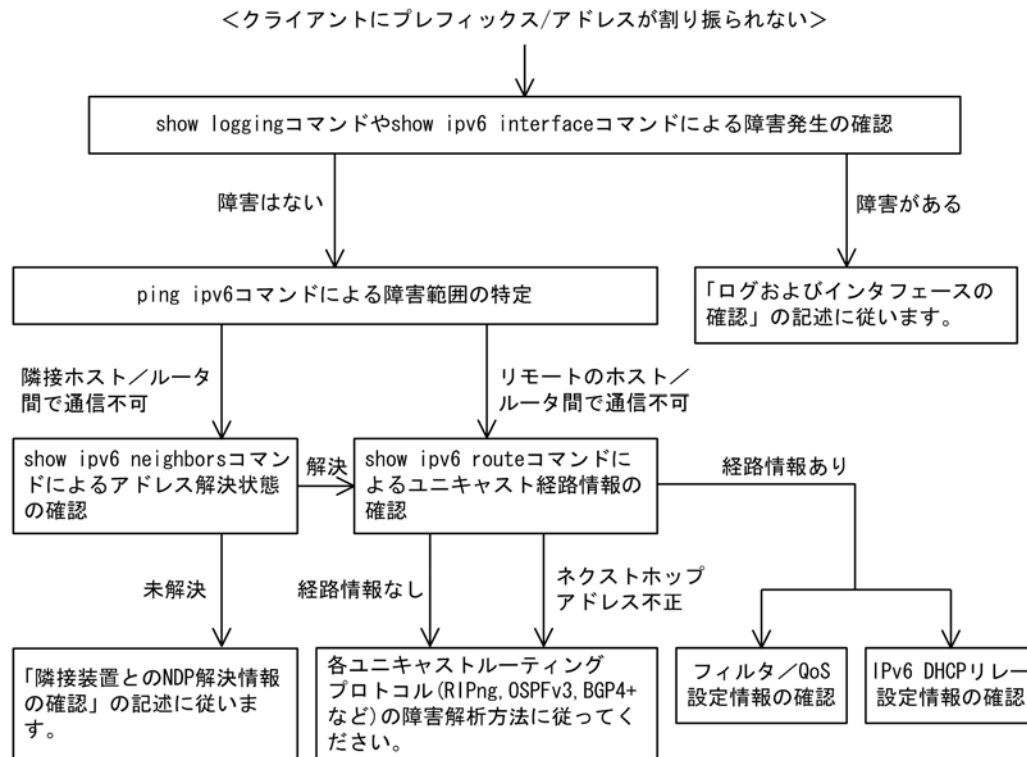 ＜クライアントにプレフィックス/アドレスが割り振られない＞
show loggingコマンドやshow ipv6 interfaceコマンドによる障害発生の確認
障害はない
障害がある
ping ipv6コマンドによる障害範囲の特定
「ログおよびインタフェースの
確認」の記述に従います。
隣接ホスト／ルータ
間で通信不可
リモートのホスト／
ルータ間で通信不可
show ipv6 neighborsコマン
ドによるアドレス解決状態
の確認
解決
show ipv6 routeコマンドに
よるユニキャスト経路情報の
確認
経路情報あり
未解決
経路情報なし
ネクストホップ
アドレス不正
「隣接装置とのNDP解決情報
の確認」の記述に従いま
す。
各ユニキャストルーティング
プロトコル(RIPng,OSPFv3,BGP4+
など)の障害解析方法に従ってく
ださい。
フィルタ／QoS
設定情報の確認
IPv6 DHCPリレー
設定情報の確認